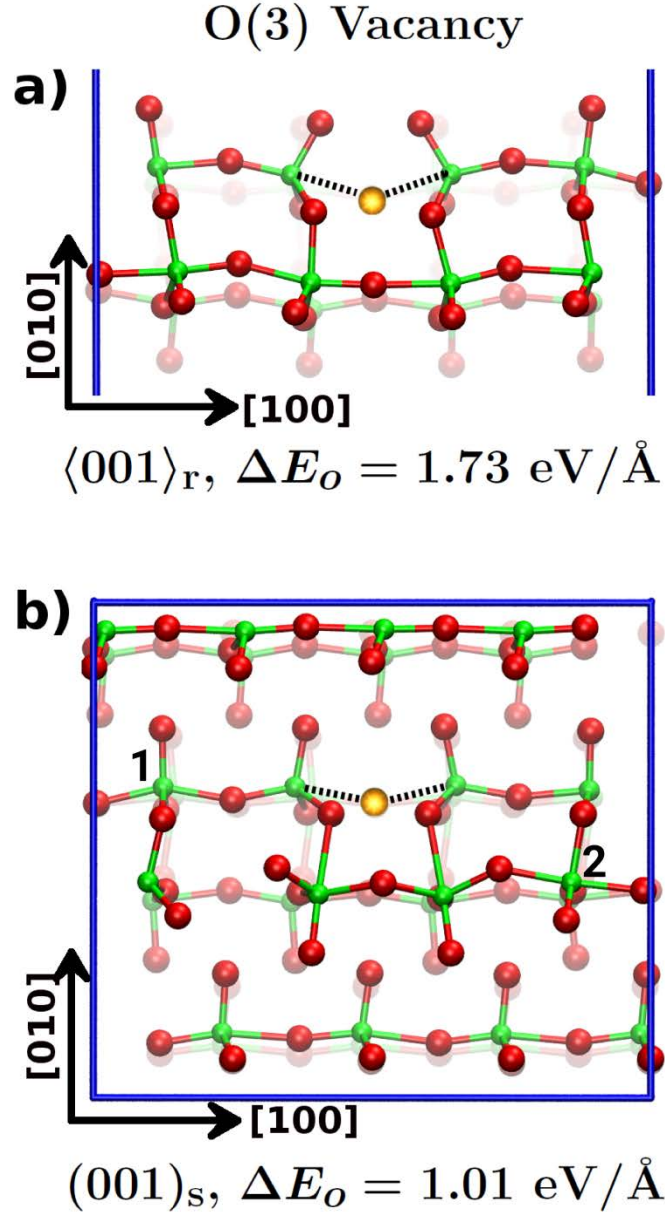 O(3) Vacancy
a)
[010]
[100]
⟨001⟩r, ΔEO = 1.73 eV/Å
b)
1
2
[010]
[100]
(001)s, ΔEO = 1.01 eV/Å